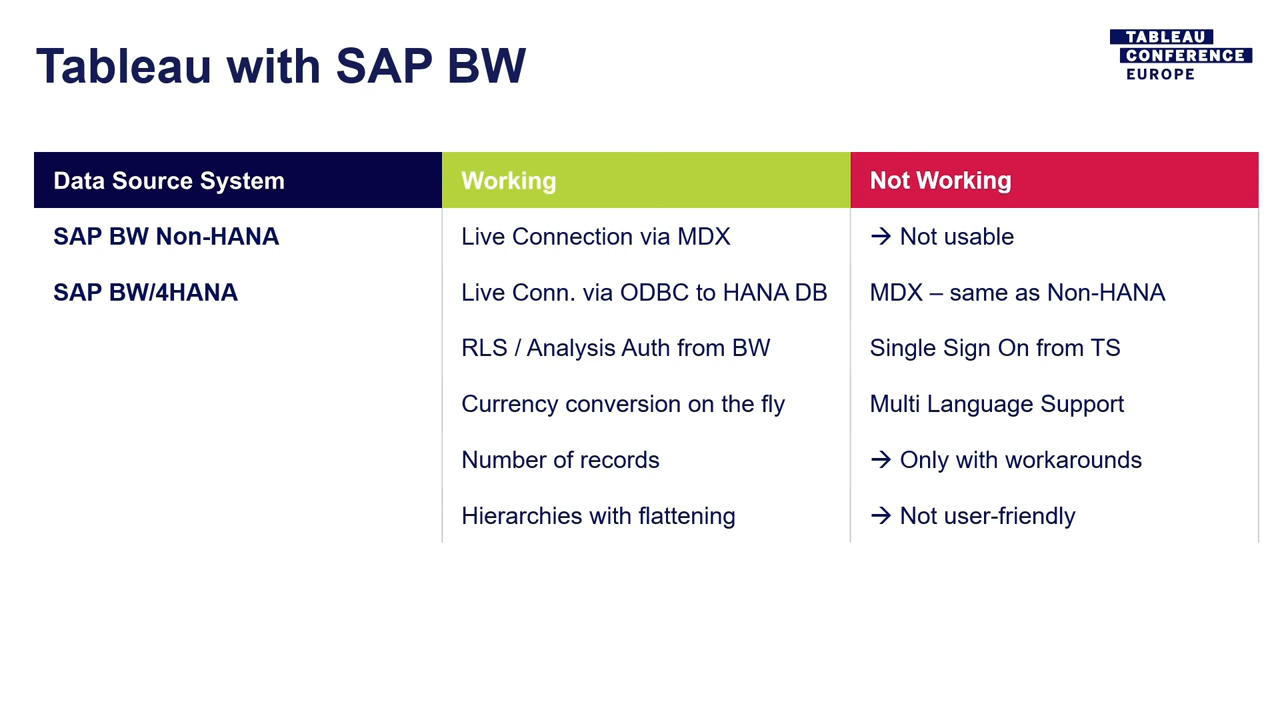 Tableau with SAP BW
TABLEAU
CONFERENCE
EUROPE
Data Source System Working Not Working
SAP BW Non-HANA Live Connection via MDX → Not usable
SAP BW/4HANA Live Conn. via ODBC to HANA DB MDX – same as Non-HANA
RLS / Analysis Auth from BW Single Sign On from TS
Currency conversion on the fly Multi Language Support
Number of records → Only with workarounds
Hierarchies with flattening → Not user-friendly